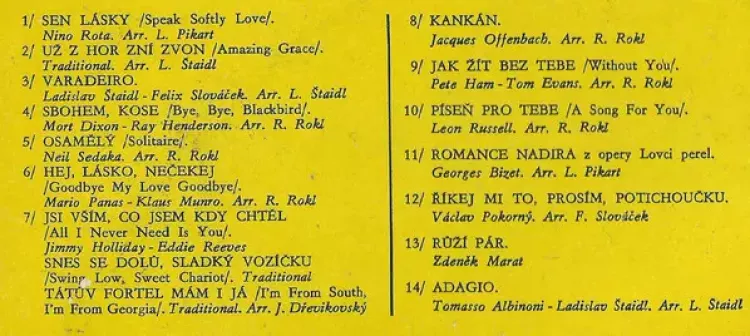 1/ SEN LÁSKY /Speak Softly Love/.
Nino Rota. Arr. L. Pikart
2/ UŽ Z HOR ZNÍ ZVON /Amazing Grace/.
Traditional. Arr. L. Štaidl
3/ VARADEIRO.
Ladislav Štaidl - Felix Slováček. Arr. L. Štaidl
4/ SBOHEM, KOSE /Bye, Bye, Blackbird/.
Mort Dixon - Ray Henderson. Arr. R. Rokl
5/ OSAMĚLÝ /Solitaire/.
Neil Sedaka. Arr. R. Rokl
6/ HEJ, LÁSKO, NEČEKEJ
/Goodbye My Love Goodbye/.
Mario Panas - Klaus Munro. Arr. R. Rokl
7/ JSI VŠÍM, CO JSEM KDY CHTĚL
/All I Never Need Is You/.
Jimmy Holliday - Eddie Reeves
SNES SE DOLŮ, SLADKÝ VOZÍČKU
/Swing Low, Sweet Chariot/. Traditional
TÁTŮV FORTEL MÁM I JÁ /I'm From South,
I'm From Georgia/. Traditional. Arr. J. Dřevikovský
8/ KANKÁN.
Jacques Offenbach. Arr. R. Rokl
9/ JAK ŽÍT BEZ TEBE /Without You/.
Pete Ham - Tom Evans. Arr. R. Rokl
10/ PÍSEŇ PRO TEBE /A Song For You/.
Leon Russell. Arr. R. Rokl
11/ ROMANCE NADIRA z opery Lovci perel.
Georges Bizet. Arr. L. Pikart
12/ ŘÍKEJ MI TO, PROSÍM, POTICHOUČKU.
Václav Pokorný. Arr. F. Slováček
13/ RŮŽÍ PÁR.
Zdeněk Marat
14/ ADAGIO.
Tomasso Albinoni - Ladislav Štaidl. Arr. L. Štaidl